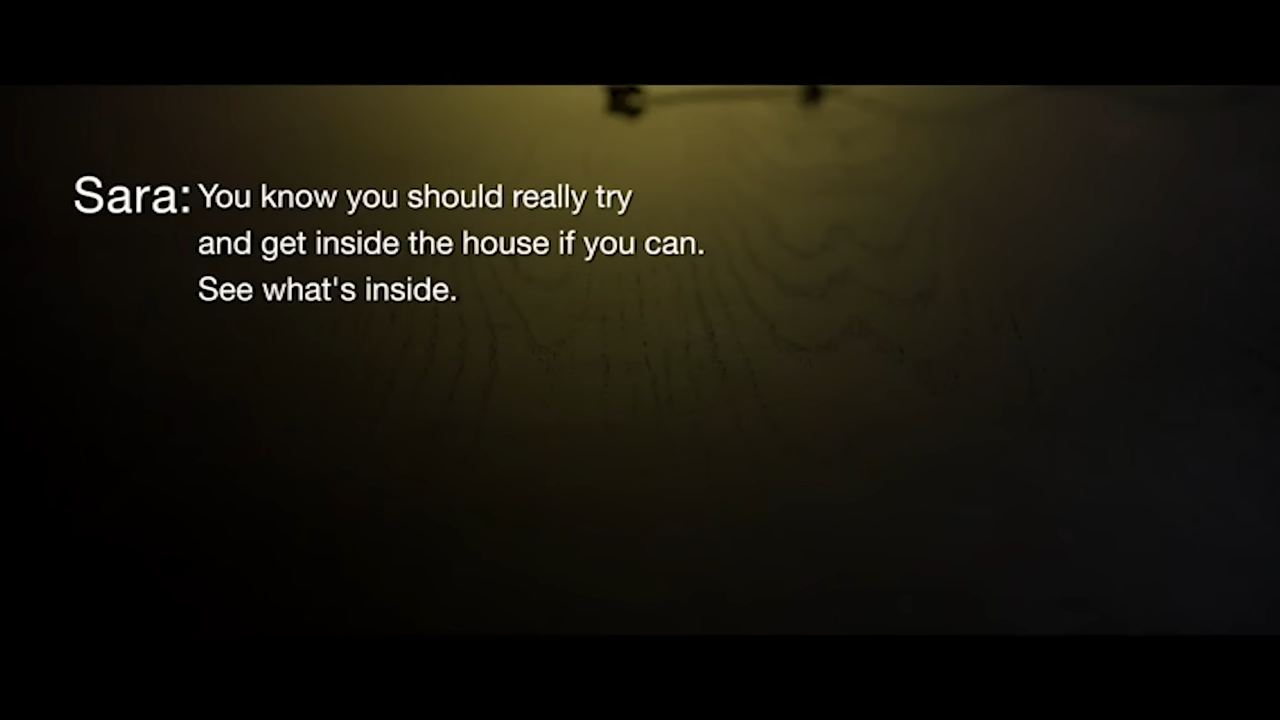 Sara: You know you should really try
and get inside the house if you can.
See what's inside.